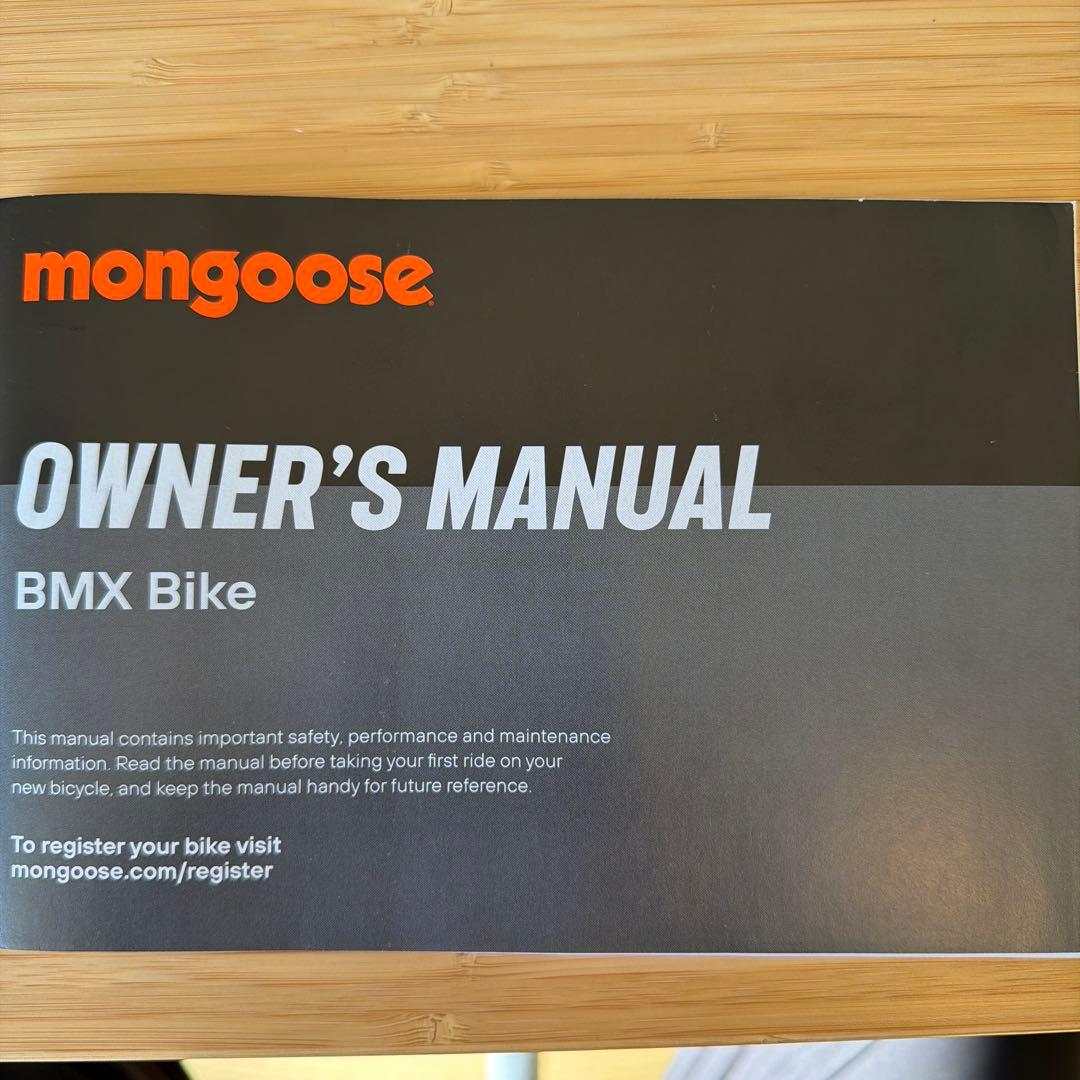 mongoose®
OWNER'S MANUAL
BMX Bike
This manual contains important safety, performance and maintenance
information. Read the manual before taking your first ride on your
new bicycle, and keep the manual handy for future reference.
To register your bike visit
mongoose.com/register